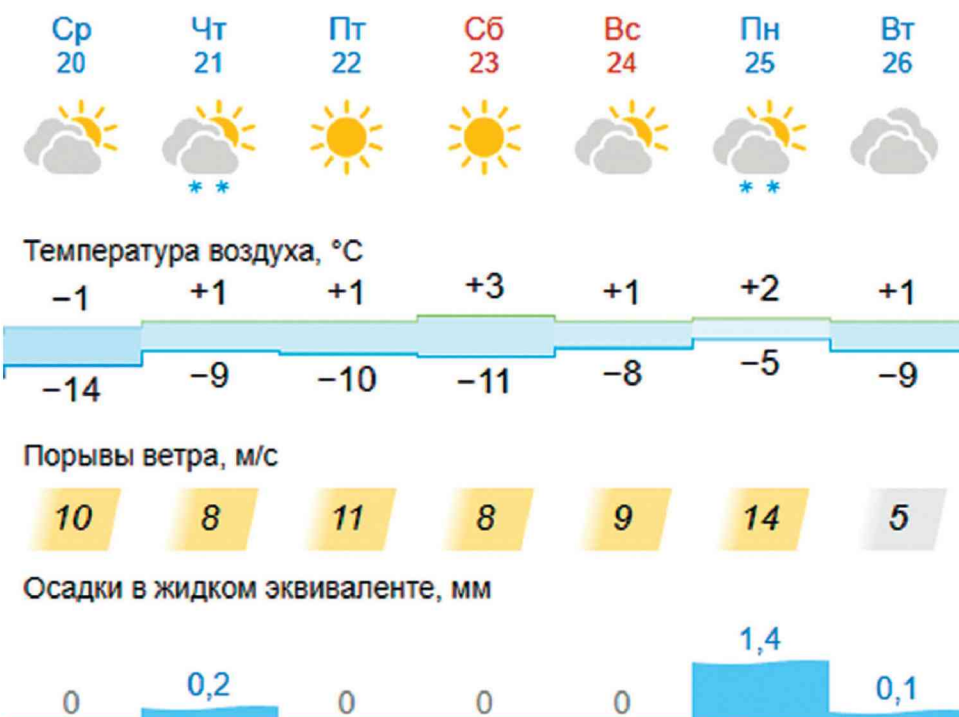 Ср Чт Пт Сб Вс Пн Вт
20 21 22 23 24 25 26
Температура воздуха, °C
−1 +1 +1 +3 +1 +2 +1
−14 −9 −10 −11 −8 −5 −9
Порывы ветра, м/с
10 8 11 8 9 14 5
Осадки в жидком эквиваленте, мм
0 0,2 0 0 0 1,4 0,1